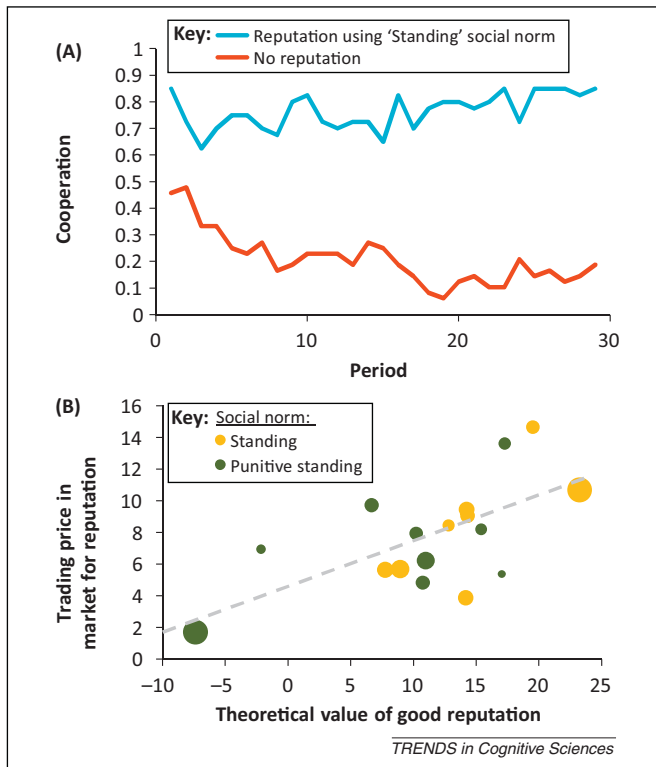 (A)
Key:
Reputation using ‘Standing’ social norm
No reputation
1
0.9
0.8
0.7
0.6
0.5
0.4
0.3
0.2
0.1
0
Cooperation
0
10
20
30
Period
(B)
Key: Social norm:
Standing
Punitive standing
16
14
12
10
8
6
4
2
0
Trading price in
market for reputation
–10
–5
0
5
10
15
20
25
Theoretical value of good reputation
TRENDS in Cognitive Sciences